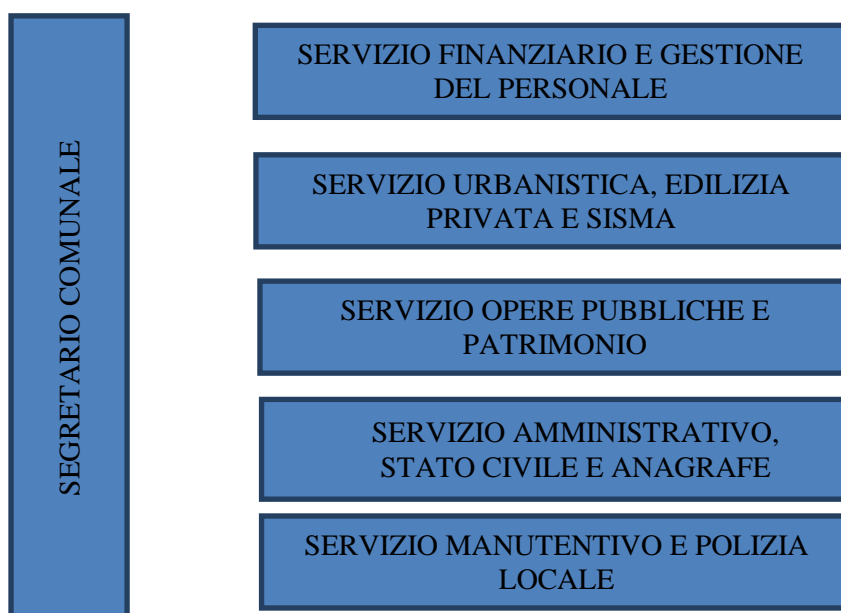 SEGRETARIO COMUNALE
SERVIZIO FINANZIARIO E GESTIONE
DEL PERSONALE
SERVIZIO URBANISTICA, EDILIZIA
PRIVATA E SISMA
SERVIZIO OPERE PUBBLICHE E
PATRIMONIO
SERVIZIO AMMINISTRATIVO,
STATO CIVILE E ANAGRAFE
SERVIZIO MANUTENTIVO E POLIZIA
LOCALE